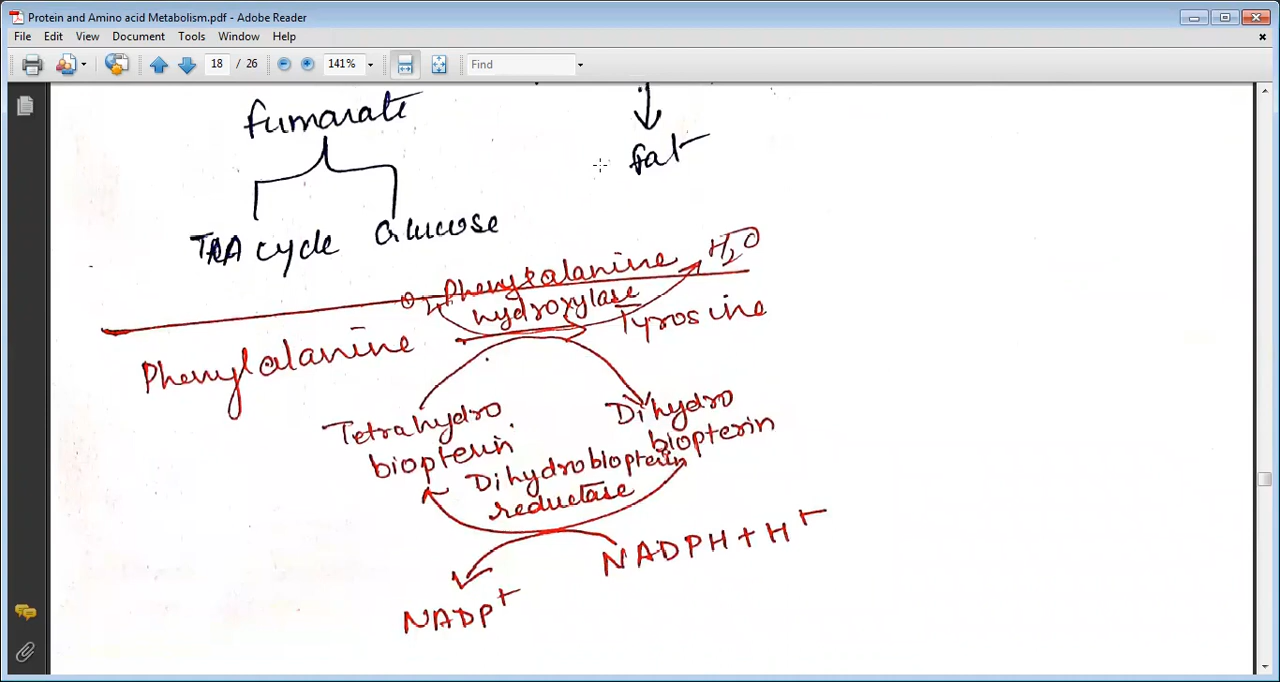 Protein and Amino acid Metabolism.pdf - Adobe Reader
File Edit View Document Tools Window Help
18 / 26 141% Find
fumarate
fat
TCA cycle Glucose
Phenylalanine H2O
O2 hydroxylase
Phenylalanine Tyrosine
Tetrahydro Dihydro
biopterin biopterin
Dihydrobiopterin
reductase
NADPH + H+
NADP+